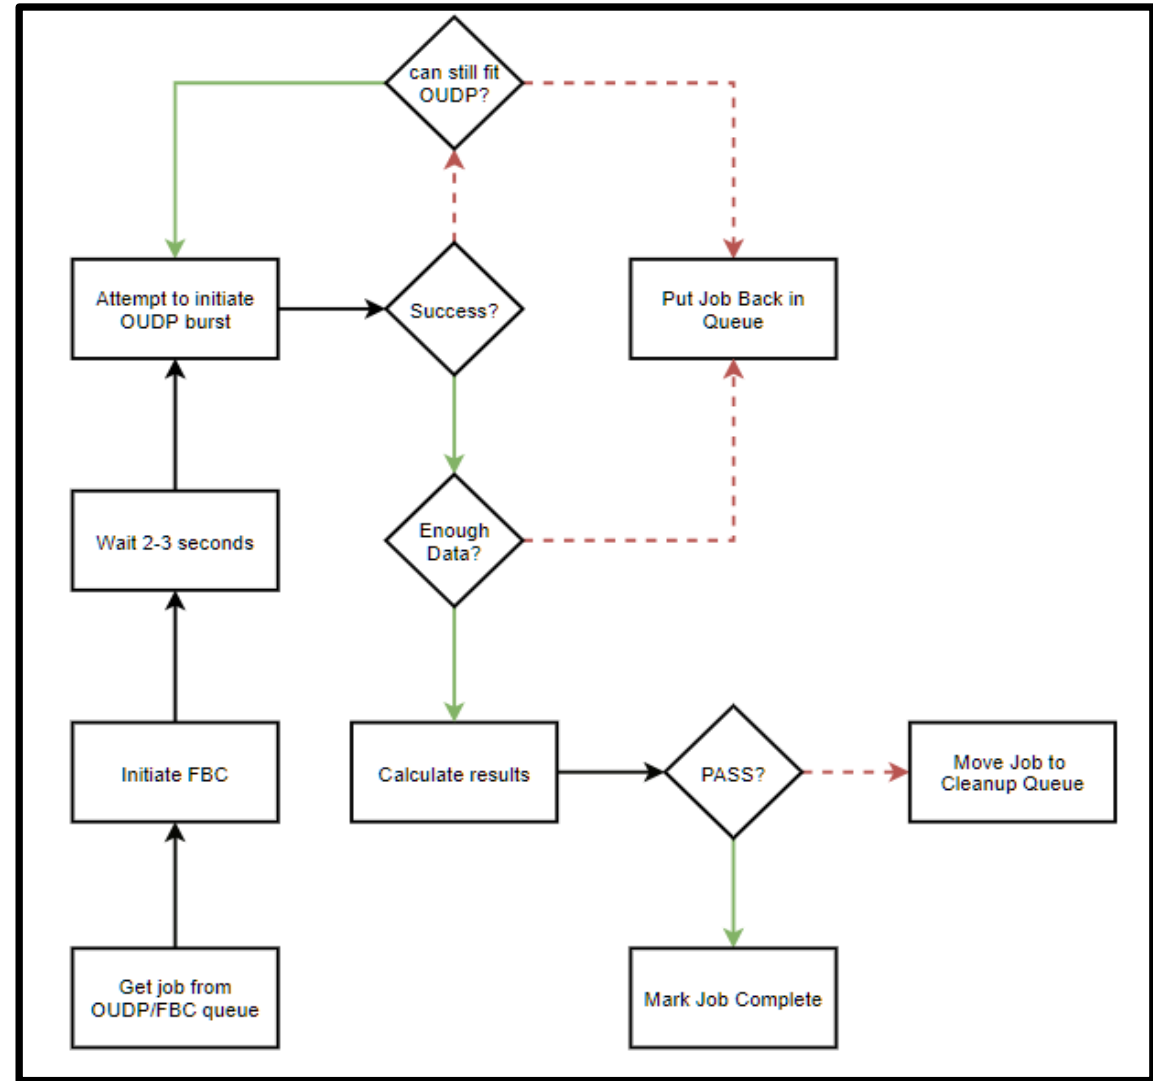 can still fit
OUDP?
Attempt to initiate
OUDP burst
Success?
Put Job Back in
Queue
Wait 2-3 seconds
Enough
Data?
Initiate FBC
Calculate results
PASS?
Move Job to
Cleanup Queue
Get job from
OUDP/FBC queue
Mark Job Complete